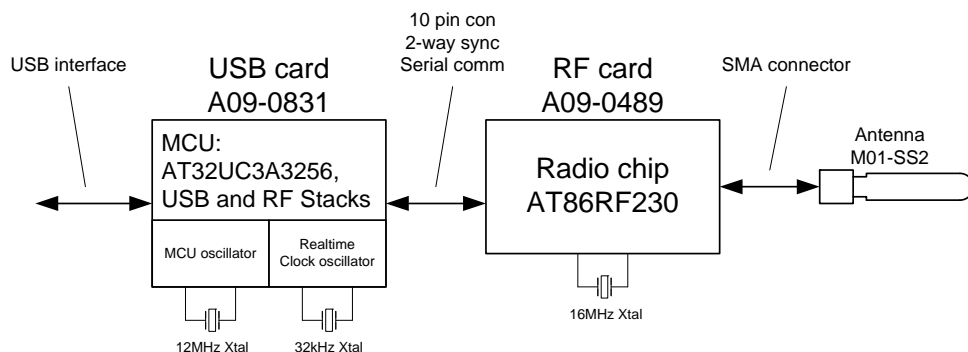 10 pin con
2-way sync
Serial comm
USB interface
USB card
A09-0831
RF card
A09-0489
SMA connector
MCU:
AT32UC3A3256,
USB and RF Stacks
Radio chip
AT86RF230
Antenna
M01-SS2
MCU oscillator
Realtime
Clock oscillator
12MHz Xtal
32kHz Xtal
16MHz Xtal